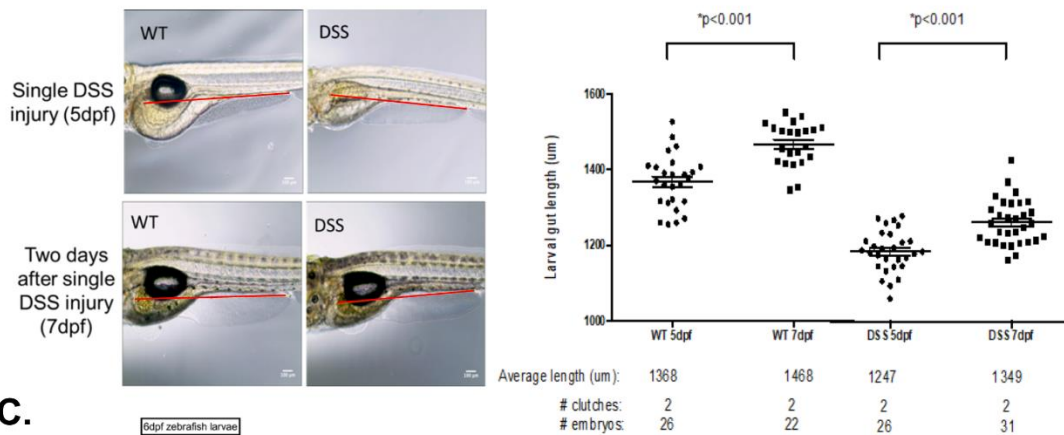 WT
DSS
Single DSS
injury (5dpf)
WT
DSS
Two days
after single
DSS injury
(7dpf)
C.
6dpf zebrafish larvae
*p<0.001
*p<0.001
Larval gut length (um)
1600
1400
1200
1000
WT 5dpf
WT 7dpf
DSS 5dpf
DSS 7dpf
Average length (um): 1368 1468 1247 1349
# clutches: 2 2 2 2
# embryos: 26 22 26 31